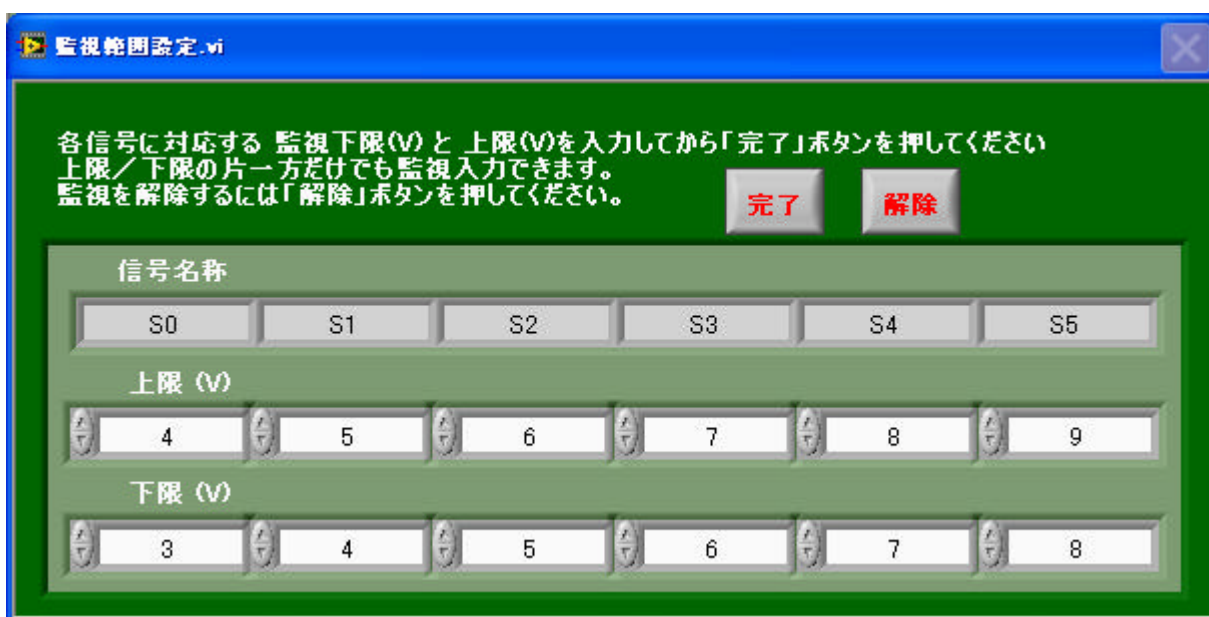 監視範囲設定.vi
各信号に対応する 監視下限(V) と 上限(V)を入力してから「完了」ボタンを押してください
上限／下限の片一方だけでも監視入力できます。
監視を解除するには「解除」ボタンを押してください。
完了 解除
信号名称
S0 S1 S2 S3 S4 S5
上限 (V)
4 5 6 7 8 9
下限 (V)
3 4 5 6 7 8